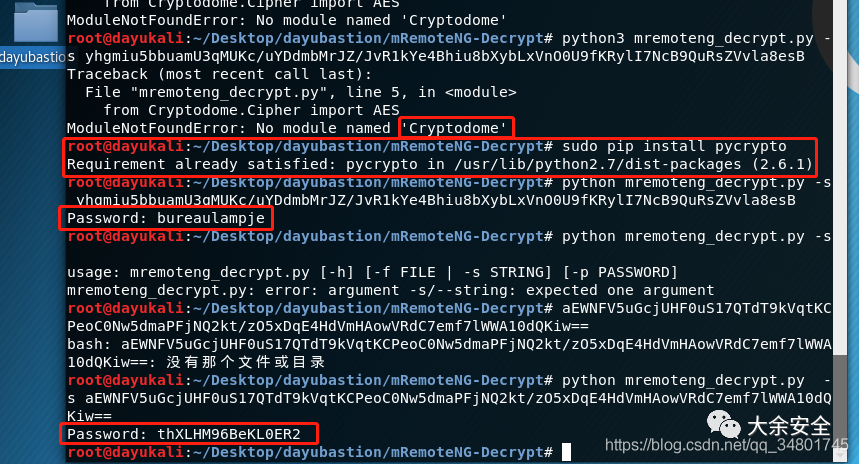 from Cryptodome.Cipher import AES
ModuleNotFoundError: No module named 'Cryptodome'
root@dayukali:~/Desktop/dayubastion/mRemoteNG-Decrypt# python3 mremoteng_decrypt.py -
s yhgmiu5bbuamU3qMUKc/uYDdmbMrJZ/JvR1kYe4Bhiu8bXybLxVnO0U9fKRylI7NcB9QuRsZVvla8esB
Traceback (most recent call last):
File "mremoteng_decrypt.py", line 5, in <module>
from Cryptodome.Cipher import AES
ModuleNotFoundError: No module named 'Cryptodome'
root@dayukali:~/Desktop/dayubastion/mRemoteNG-Decrypt# sudo pip install pycrypto
Requirement already satisfied: pycrypto in /usr/lib/python2.7/dist-packages (2.6.1)
root@dayukali:~/Desktop/dayubastion/mRemoteNG-Decrypt# python mremoteng_decrypt.py -s
yhgmiu5bbuamU3qMUKc/uYDdmbMrJZ/JvR1kYe4Bhiu8bXybLxVnO0U9fKRylI7NcB9QuRsZVvla8esB
Password: bureaulampje
root@dayukali:~/Desktop/dayubastion/mRemoteNG-Decrypt# python mremoteng_decrypt.py -s
usage: mremoteng_decrypt.py [-h] [-f FILE | -s STRING] [-p PASSWORD]
mremoteng_decrypt.py: error: argument -s/--string: expected one argument
root@dayukali:~/Desktop/dayubastion/mRemoteNG-Decrypt# aEWNFV5uGcjUHF0uS17QTdT9kVqtKC
PeoC0Nw5dmaPFjNQ2kt/zO5xDqE4HdVmHAowVRdC7emf7lWWA10dQKiw==
bash: aEWNFV5uGcjUHF0uS17QTdT9kVqtKCPeoC0Nw5dmaPFjNQ2kt/zO5xDqE4HdVmHAowVRdC7emf7lWWA
10dQKiw==: 没有那个文件或目录
root@dayukali:~/Desktop/dayubastion/mRemoteNG-Decrypt# python mremoteng_decrypt.py -
s aEWNFV5uGcjUHF0uS17QTdT9kVqtKCPeoC0Nw5dmaPFjNQ2kt/zO5xDqE4HdVmHAowVRdC7emf7lWWA10dQ
Kiw==
Password: thXLHM96BeKL0ER2
root@dayukali:~/Desktop/dayubastion/mRemoteNG-Decrypt#
dayubastion
大余安全
https://blog.csdn.net/qq_34801745